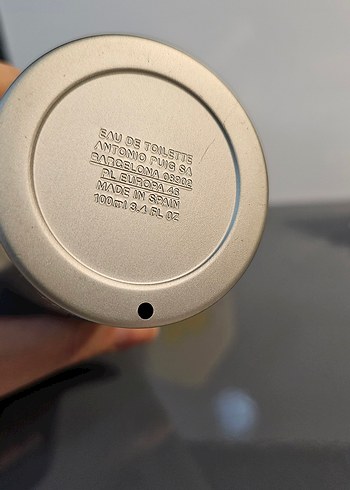 EAU DE TOILETTE
ANTONIO PUIG SA
BARCELONA 08902
PL EUROPA 46
MADE IN SPAIN
100ml 3.4 FL OZ